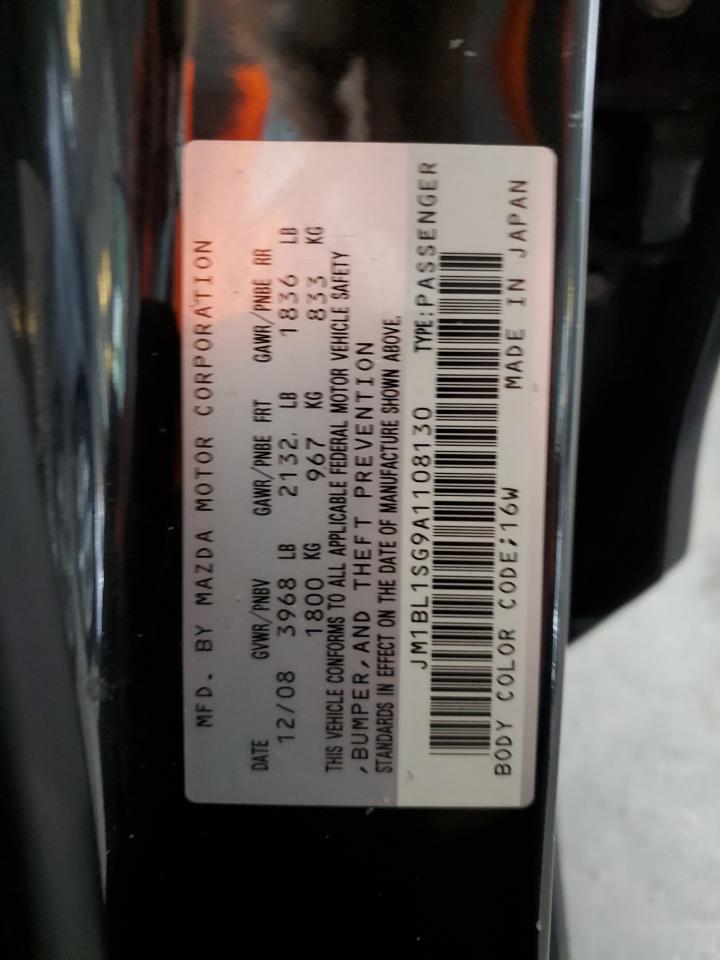 MFD. BY MAZDA MOTOR CORPORATION
DATE GVWR/PNBV GAWR/PNBE FRT GAWR/PNBE RR
12/08 3968 LB 2132. LB 1836 LB
1800 KG 967 KG 833 KG
THIS VEHICLE CONFORMS TO ALL APPLICABLE FEDERAL MOTOR VEHICLE SAFETY
,BUMPER,AND THEFT PREVENTION
STANDARDS IN EFFECT ON THE DATE OF MANUFACTURE SHOWN ABOVE.
JM1BL1SG9A1108130 TYPE:PASSENGER
BODY COLOR CODE;16W MADE IN JAPAN